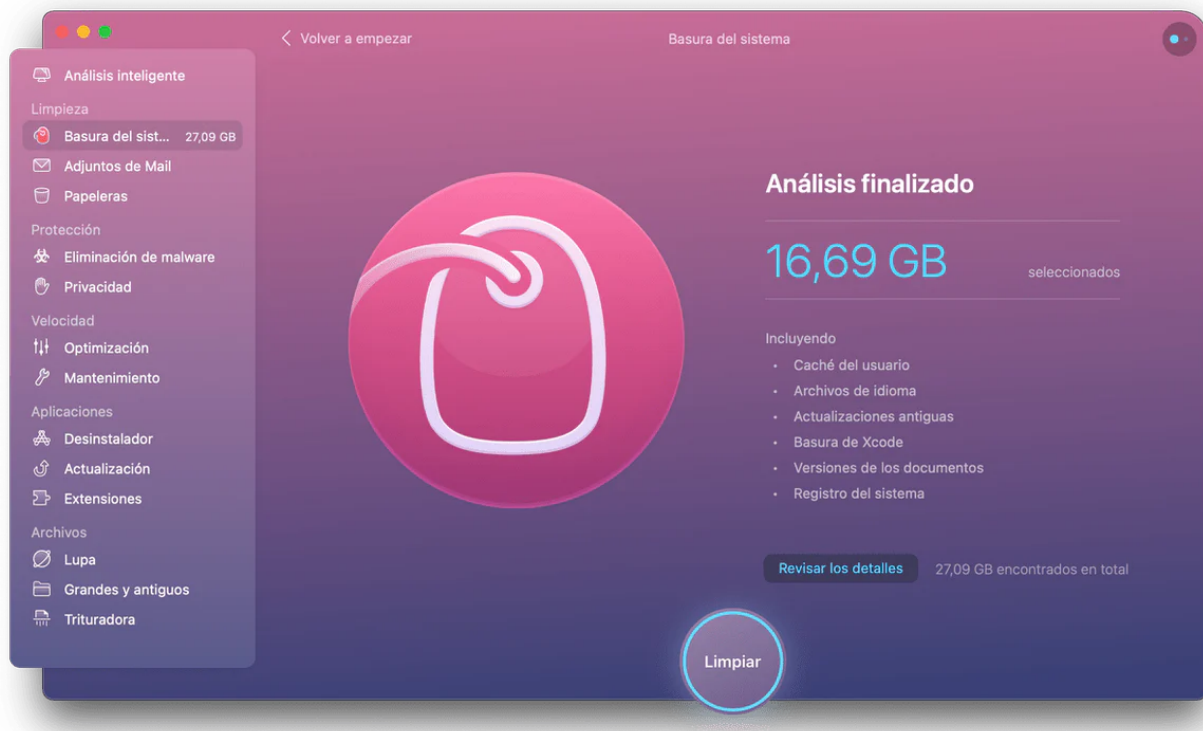 Volver a empezar
Basura del sistema
Análisis inteligente
Limpieza
Basura del sist... 27,09 GB
Adjuntos de Mail
Papeleras
Protección
Eliminación de malware
Privacidad
Velocidad
Optimización
Mantenimiento
Aplicaciones
Desinstalador
Actualización
Extensiones
Archivos
Lupa
Grandes y antiguos
Trituradora
Análisis finalizado
16,69 GB seleccionados
Incluyendo
• Caché del usuario
• Archivos de idioma
• Actualizaciones antiguas
• Basura de Xcode
• Versiones de los documentos
• Registro del sistema
Revisar los detalles 27,09 GB encontrados en total
Limpiar